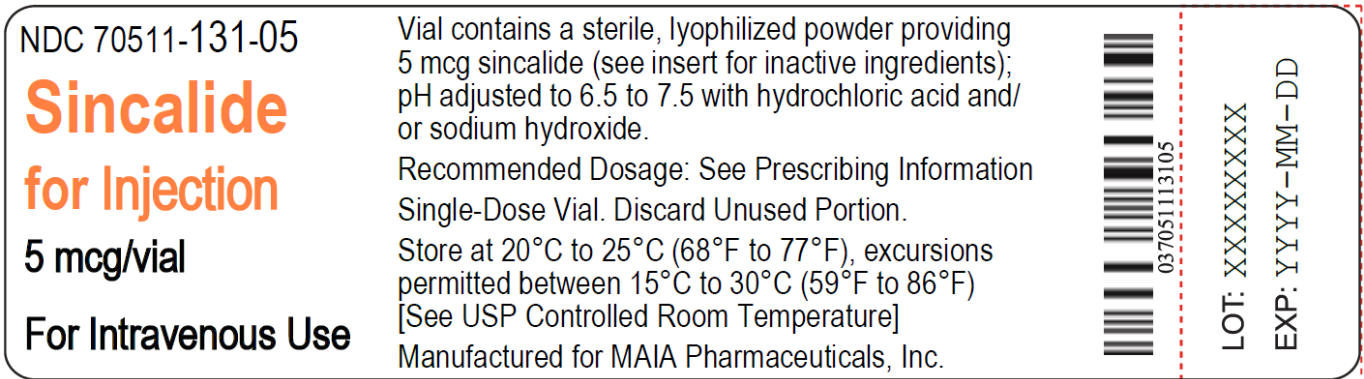 NDC 70511-131-05
Sincalide
for Injection
5 mcg/vial
For Intravenous Use
Vial contains a sterile, lyophilized powder providing
5 mcg sincalide (see insert for inactive ingredients);
pH adjusted to 6.5 to 7.5 with hydrochloric acid and/
or sodium hydroxide.
Recommended Dosage: See Prescribing Information
Single-Dose Vial. Discard Unused Portion.
Store at 20°C to 25°C (68°F to 77°F), excursions
permitted between 15°C to 30°C (59°F to 86°F)
[See USP Controlled Room Temperature]
Manufactured for MAIA Pharmaceuticals, Inc.
37051113105
LOT: XXXXXXXX
EXP: YYYY-MM-DD